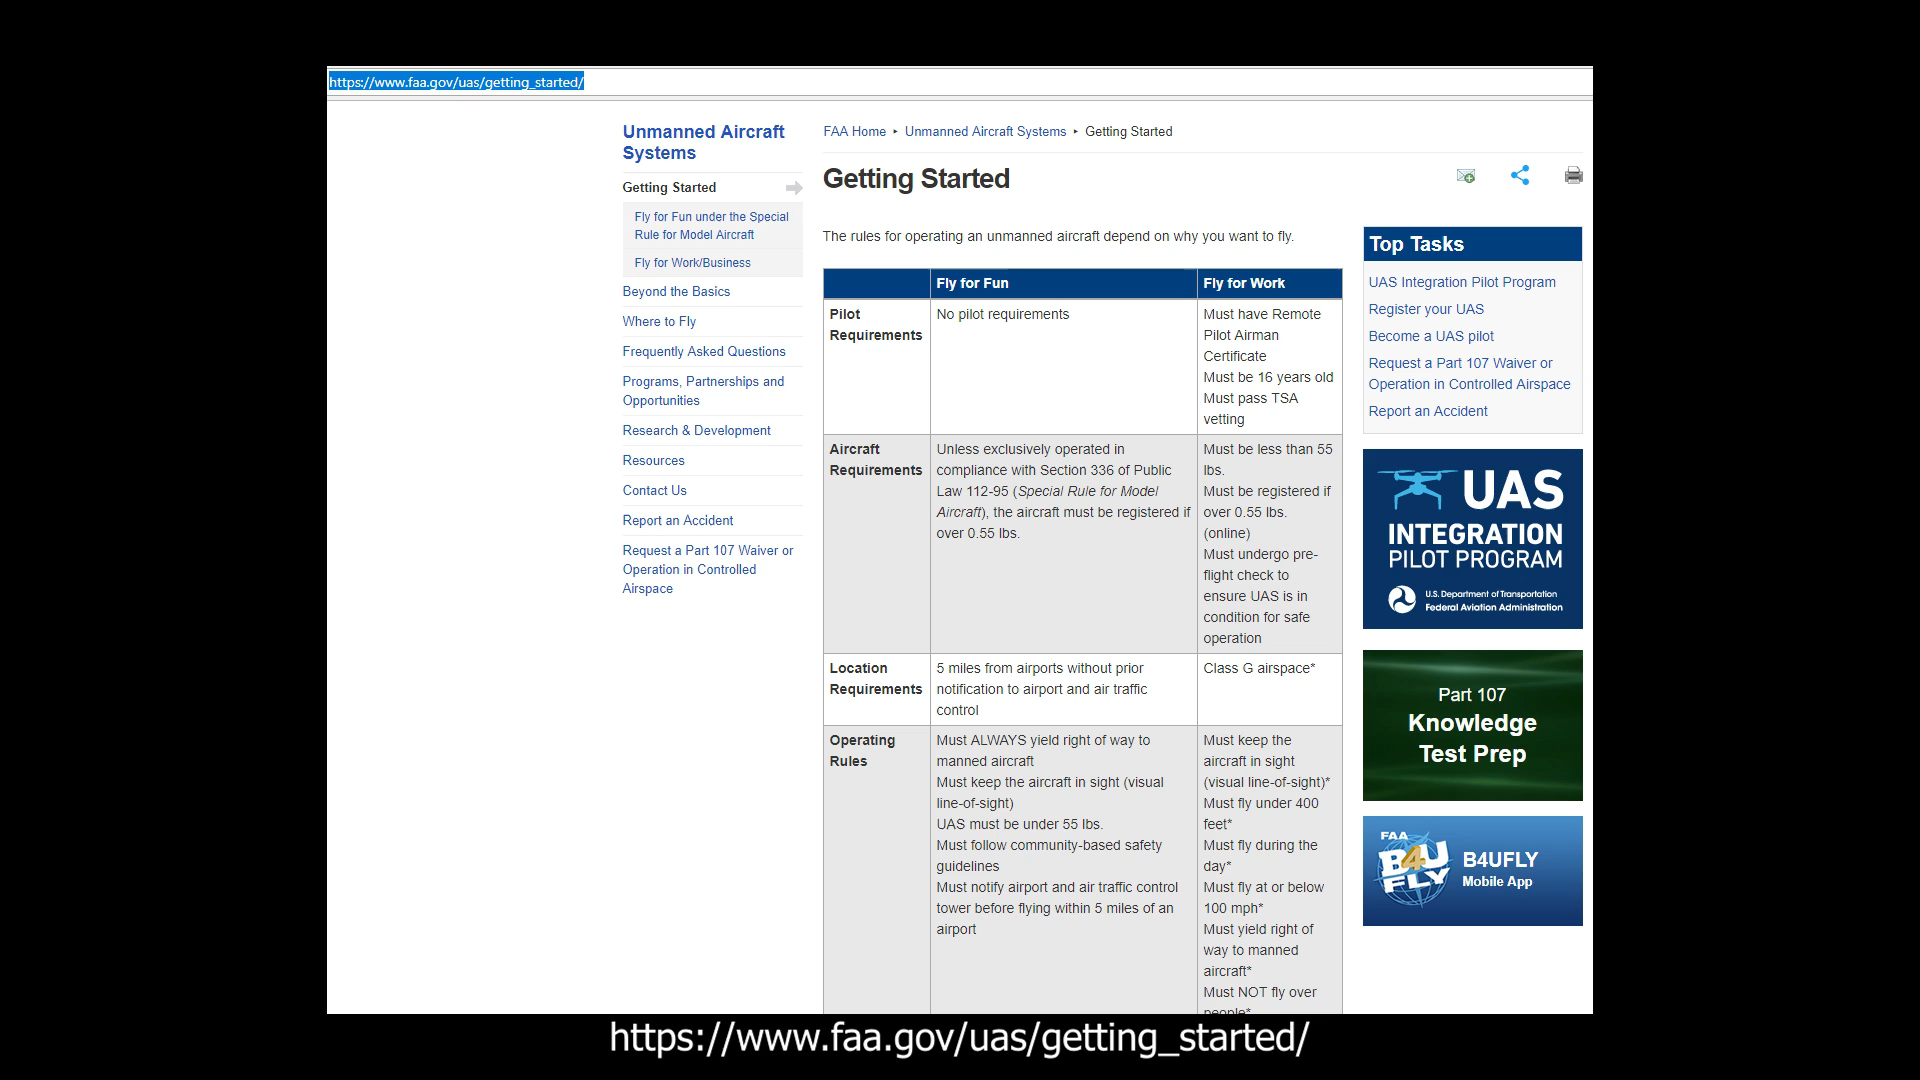 https://www.faa.gov/uas/getting_started/
Unmanned Aircraft
Systems
Getting Started
Fly for Fun under the Special
Rule for Model Aircraft
Fly for Work/Business
Beyond the Basics
Where to Fly
Frequently Asked Questions
Programs, Partnerships and
Opportunities
Research & Development
Resources
Contact Us
Report an Accident
Request a Part 107 Waiver or
Operation in Controlled
Airspace
FAA Home ‣ Unmanned Aircraft Systems ‣ Getting Started
Getting Started
The rules for operating an unmanned aircraft depend on why you want to fly.
Fly for Fun
Fly for Work
Pilot
Requirements
No pilot requirements
Must have Remote
Pilot Airman
Certificate
Must be 16 years old
Must pass TSA
vetting
Aircraft
Requirements
Unless exclusively operated in
compliance with Section 336 of Public
Law 112-95 (Special Rule for Model
Aircraft), the aircraft must be registered if
over 0.55 lbs.
Must be less than 55
lbs.
Must be registered if
over 0.55 lbs.
(online)
Must undergo pre-
flight check to
ensure UAS is in
condition for safe
operation
Location
Requirements
5 miles from airports without prior
notification to airport and air traffic
control
Class G airspace*
Operating
Rules
Must ALWAYS yield right of way to
manned aircraft
Must keep the aircraft in sight (visual
line-of-sight)
UAS must be under 55 lbs.
Must follow community-based safety
guidelines
Must notify airport and air traffic control
tower before flying within 5 miles of an
airport
Must keep the
aircraft in sight
(visual line-of-sight)*
Must fly under 400
feet*
Must fly during the
day*
Must fly at or below
100 mph*
Must yield right of
way to manned
aircraft*
Must NOT fly over
people*
Top Tasks
UAS Integration Pilot Program
Register your UAS
Become a UAS pilot
Request a Part 107 Waiver or
Operation in Controlled Airspace
Report an Accident
UAS
INTEGRATION
PILOT PROGRAM
U.S. Department of Transportation
Federal Aviation Administration
Part 107
Knowledge
Test Prep
FAA
B4U
FLY
B4UFLY
Mobile App
https://www.faa.gov/uas/getting_started/